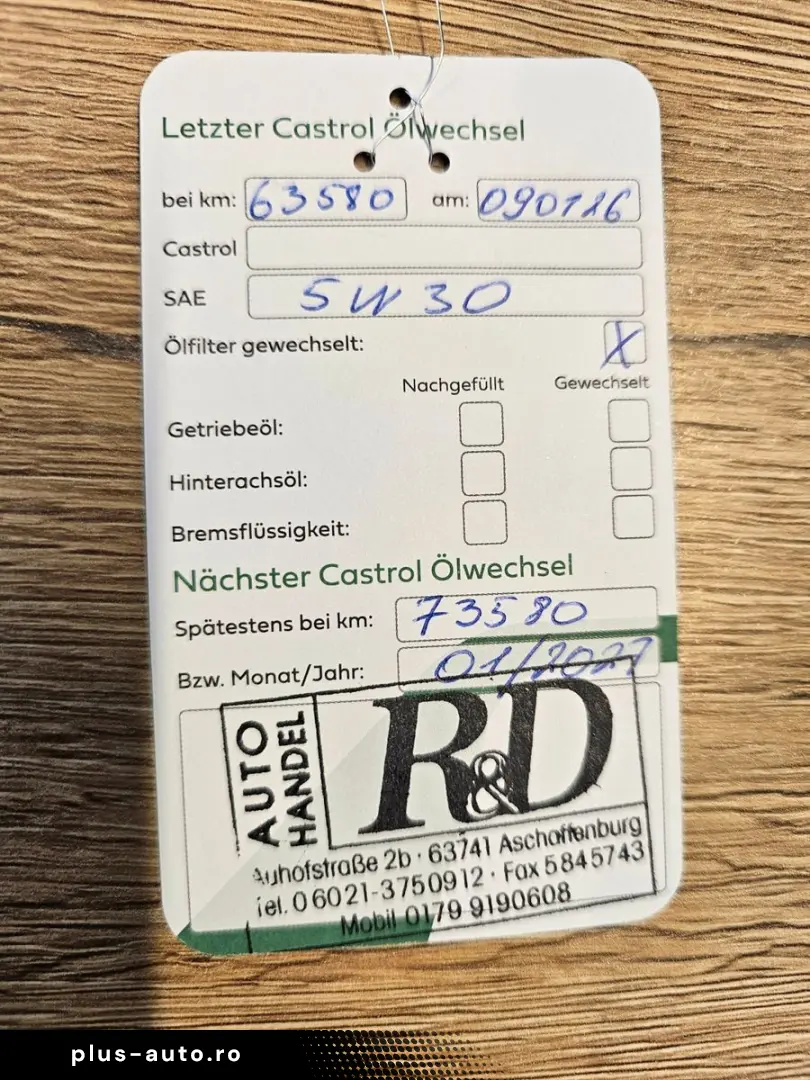 Letzter Castrol Ölwechsel
bei km: 63580 am: 090126
Castrol
SAE 5W30
Ölfilter gewechselt: X
Nachgefüllt Gewechselt
Getriebeöl:
Hinterachsöl:
Bremsflüssigkeit:
Nächster Castrol Ölwechsel
Spätestens bei km: 73580
Bzw. Monat/Jahr: 01/2027
AUTO HANDEL
R&D
Auhofstraße 2b · 63741 Aschaffenburg
Tel. 06021-3750912 · Fax 5845743
Mobil 0179 9190608
plus-auto.ro